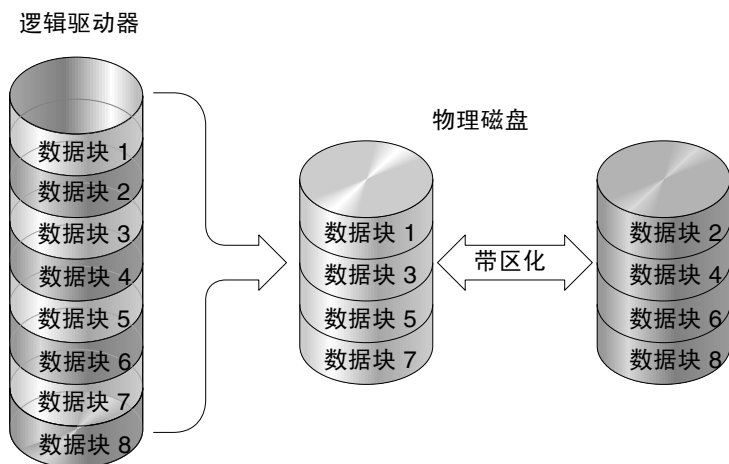 逻辑驱动器
数据块 1
数据块 2
数据块 3
数据块 4
数据块 5
数据块 6
数据块 7
数据块 8
物理磁盘
数据块 1
数据块 3
数据块 5
数据块 7
带区化
数据块 2
数据块 4
数据块 6
数据块 8